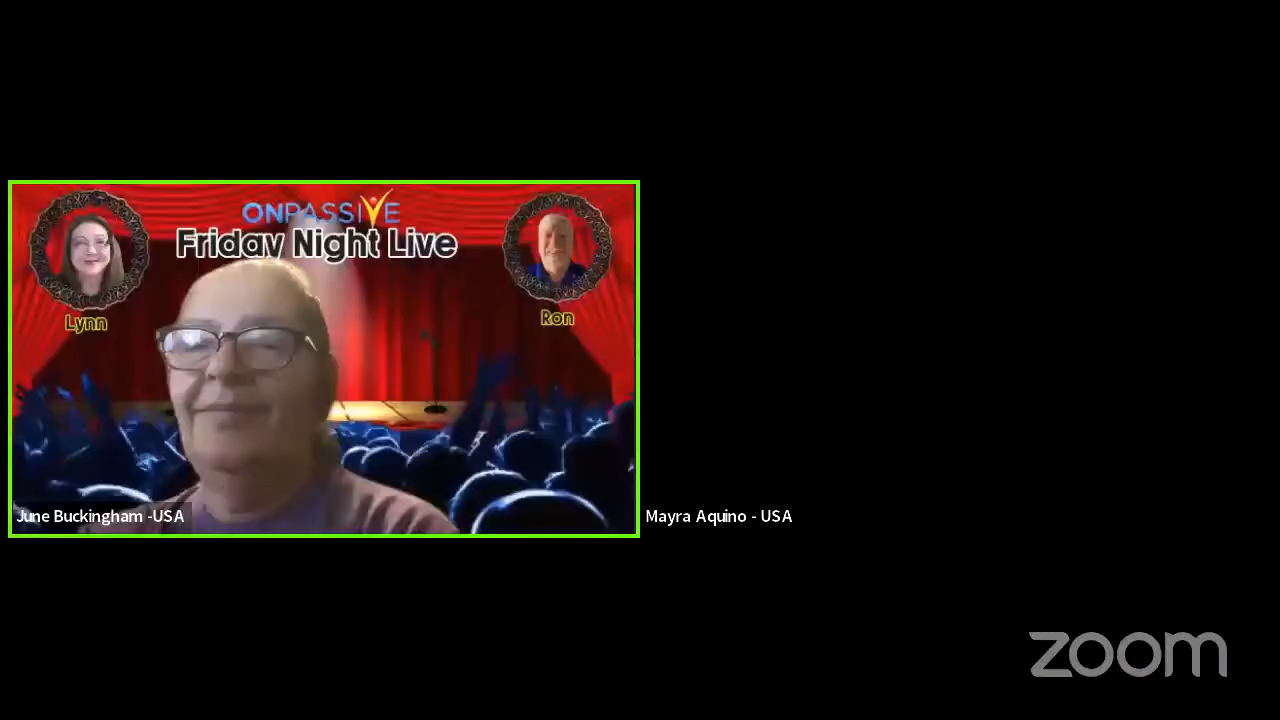 ONPASSIVE
Friday Night Live
Lynn
Ron
June Buckingham -USA
Mayra Aquino - USA
zoom